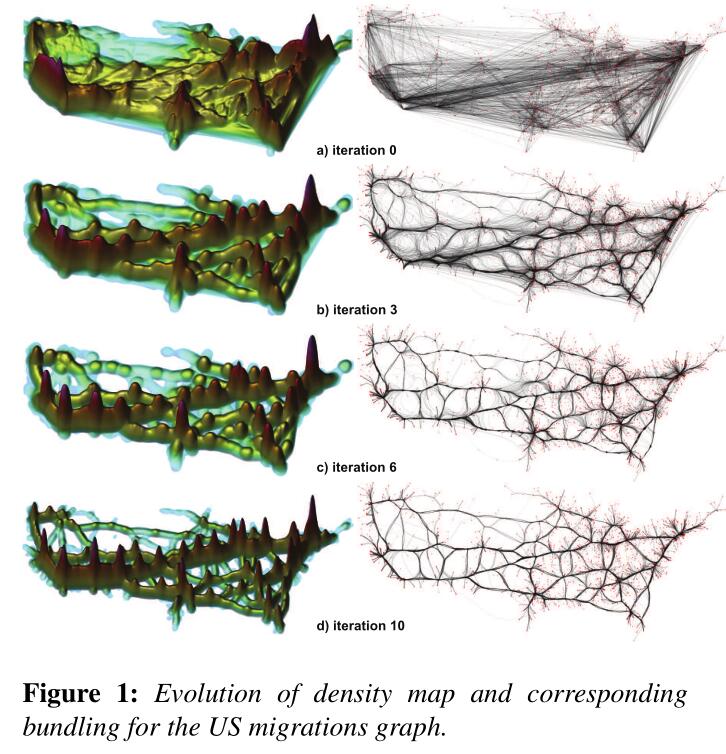 a) iteration 0
b) iteration 3
c) iteration 6
d) iteration 10
Figure 1: Evolution of density map and corresponding
bundling for the US migrations graph.